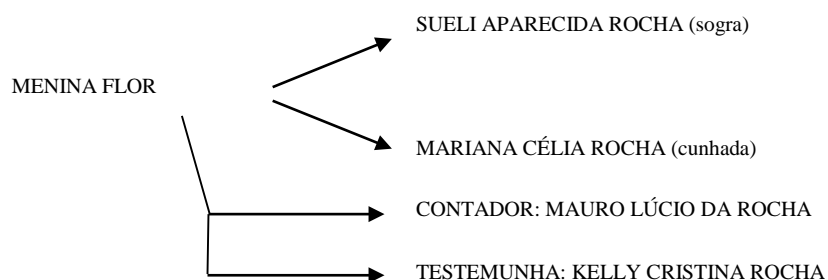 SUELI APARECIDA ROCHA (sogra)
MENINA FLOR
MARIANA CÉLIA ROCHA (cunhada)
CONTADOR: MAURO LÚCIO DA ROCHA
TESTEMUNHA: KELLY CRISTINA ROCHA